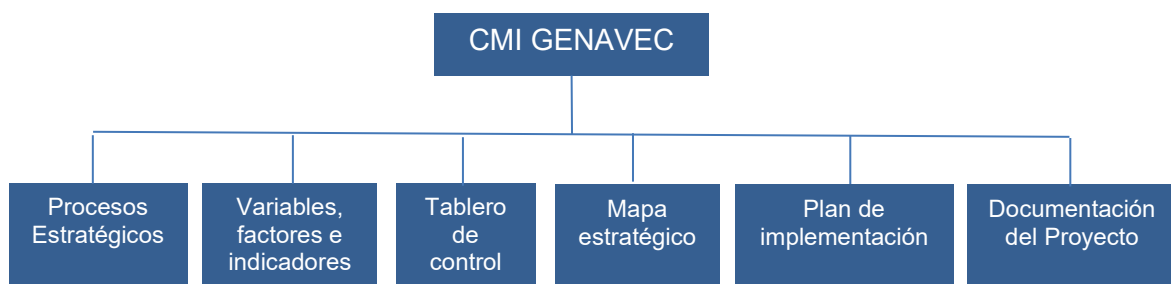 CMI GENAVEC
Procesos
Estratégicos
Variables,
factores e
indicadores
Tablero
de
control
Mapa
estratégico
Plan de
implementación
Documentación
del Proyecto